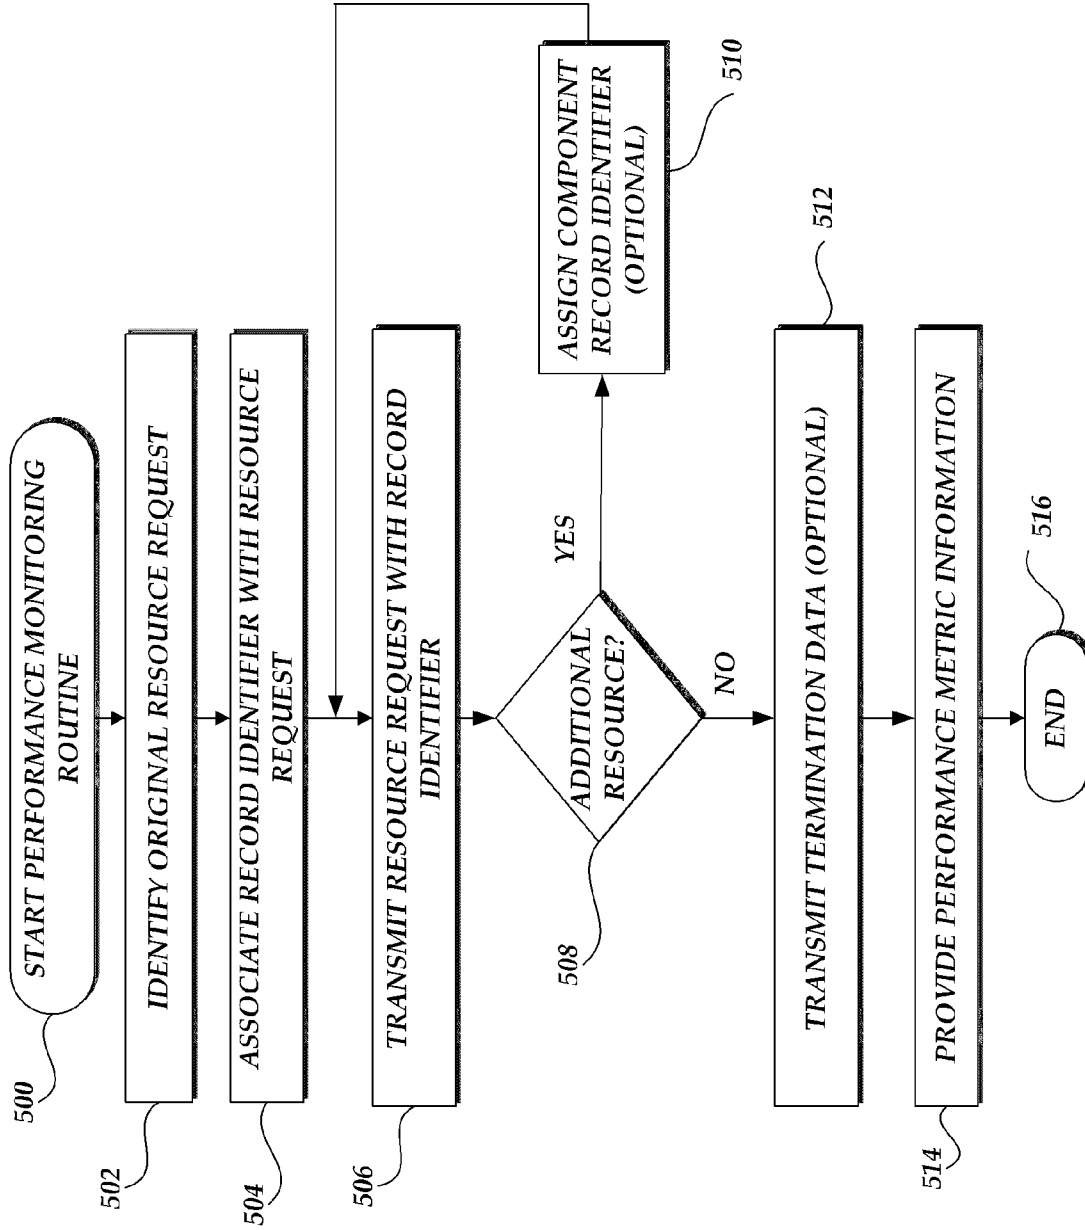 START PERFORMANCE MONITORING
ROUTINE
500
IDENTIFY ORIGINAL RESOURCE REQUEST
502
ASSOCIATE RECORD IDENTIFIER WITH RESOURCE
REQUEST
504
TRANSMIT RESOURCE REQUEST WITH RECORD
IDENTIFIER
506
ADDITIONAL
RESOURCE?
508
YES
ASSIGN COMPONENT
RECORD IDENTIFIER
(OPTIONAL)
510
NO
TRANSMIT TERMINATION DATA (OPTIONAL)
512
PROVIDE PERFORMANCE METRIC INFORMATION
514
END
516